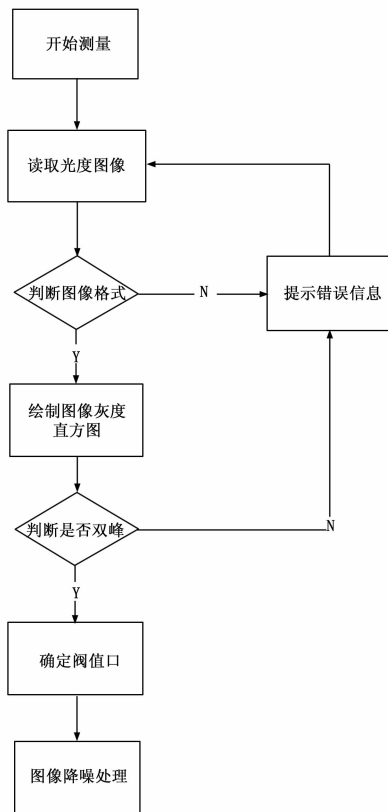 开始测量
读取光度图像
判断图像格式
N
提示错误信息
Y
绘制图像灰度
直方图
判断是否双峰
N
Y
确定阀值口
图像降噪处理